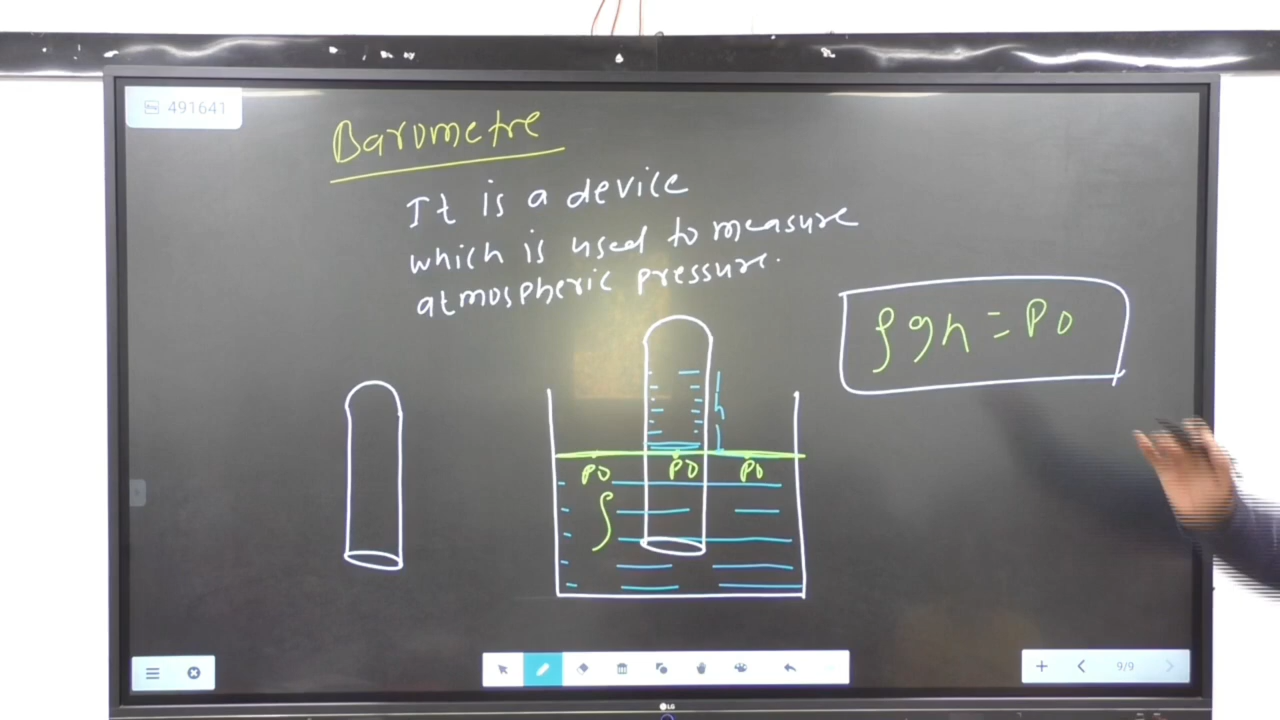 491641
Barometre
It is a device
which is used to measure
atmospheric pressure.
ρgh = P0
h
P0 P0 P0
ρ
9/9
LG